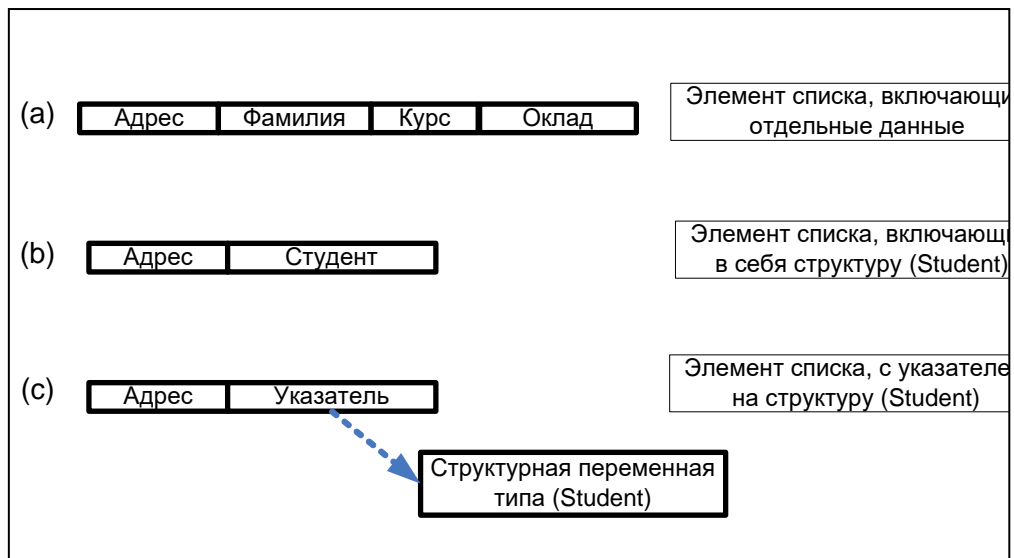 (a)
Адрес Фамилия Курс Оклад
Элемент списка, включающи
отдельные данные
(b)
Адрес Студент
Элемент списка, включающи
в себя структуру (Student)
(c)
Адрес Указатель
Элемент списка, с указателе
на структуру (Student)
Структурная переменная
типа (Student)